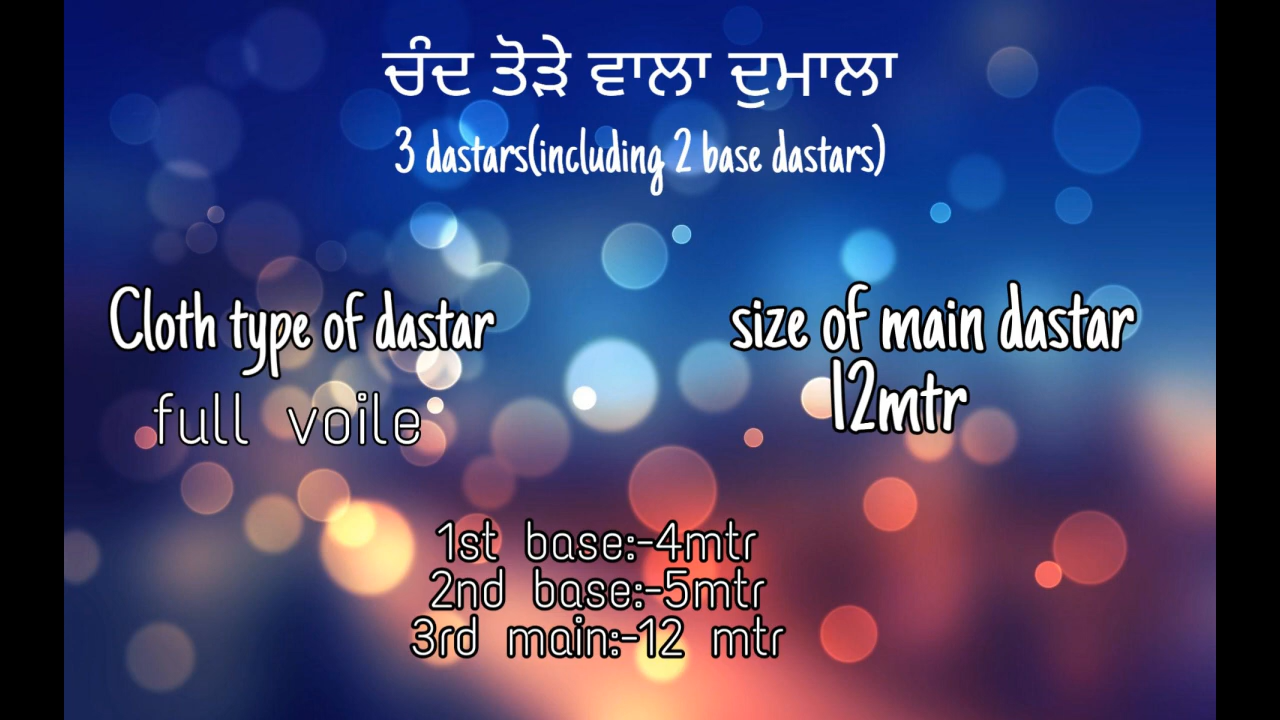 ਚੰਦ ਤੋੜੇ ਵਾਲਾ ਦੁਮਾਲਾ
3 dastars(including 2 base dastars)
Cloth type of dastar
full voile
size of main dastar
12mtr
1st base:-4mtr
2nd base:-5mtr
3rd main:-12 mtr